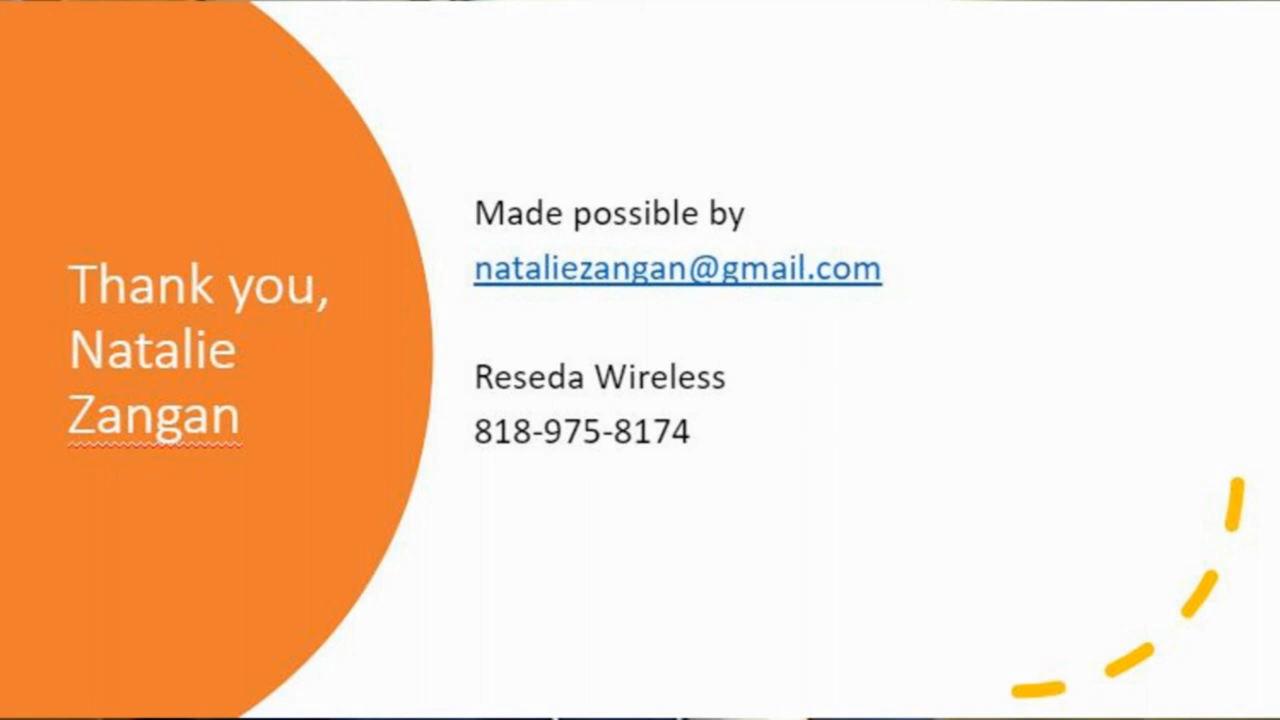 Thank you,
Natalie
Zangan
Made possible by
nataliezangan@gmail.com
Reseda Wireless
818-975-8174